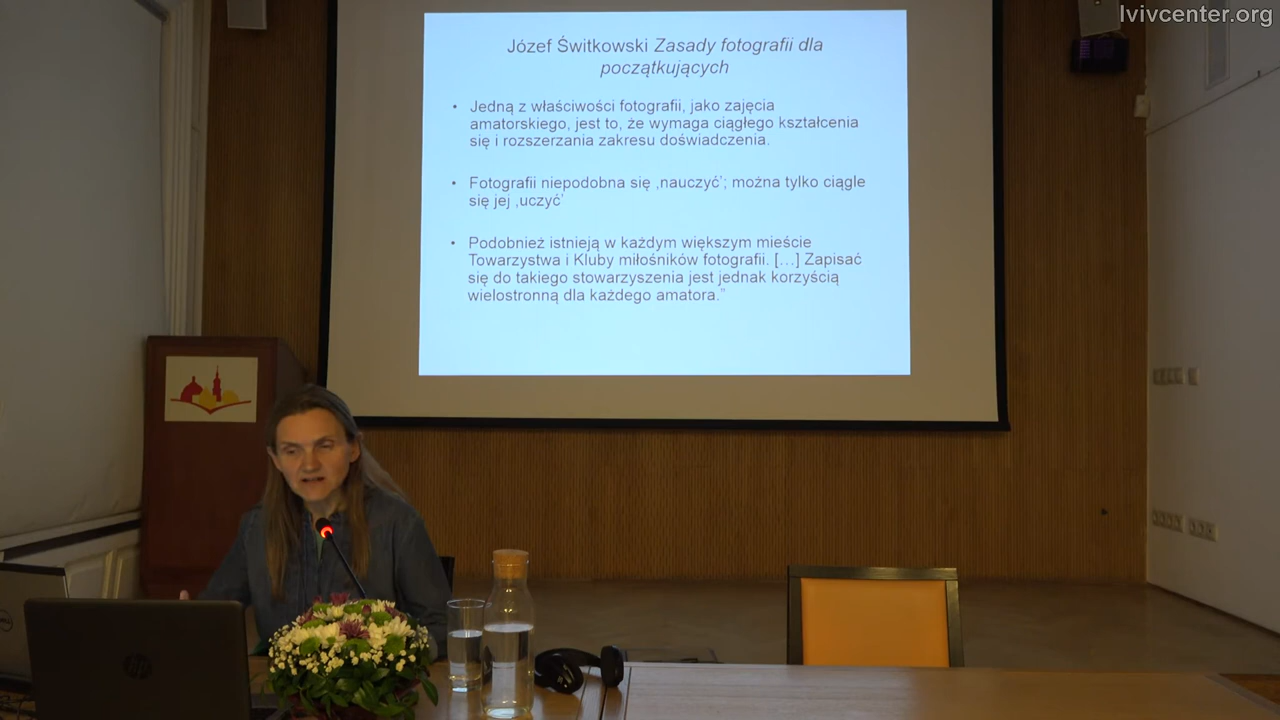 lvivcenter.org
Józef Świtkowski Zasady fotografii dla
początkujących
• Jedną z właściwości fotografii, jako zajęcia
amatorskiego, jest to, że wymaga ciągłego kształcenia
się i rozszerzania zakresu doświadczenia.
• Fotografii niepodobna się ‚nauczyć’; można tylko ciągle
się jej ‚uczyć’
• Podobnież istnieją w każdym większym mieście
Towarzystwa i Kluby miłośników fotografii. […] Zapisać
się do takiego stowarzyszenia jest jednak korzyścią
wielostronną dla każdego amatora.”
hp